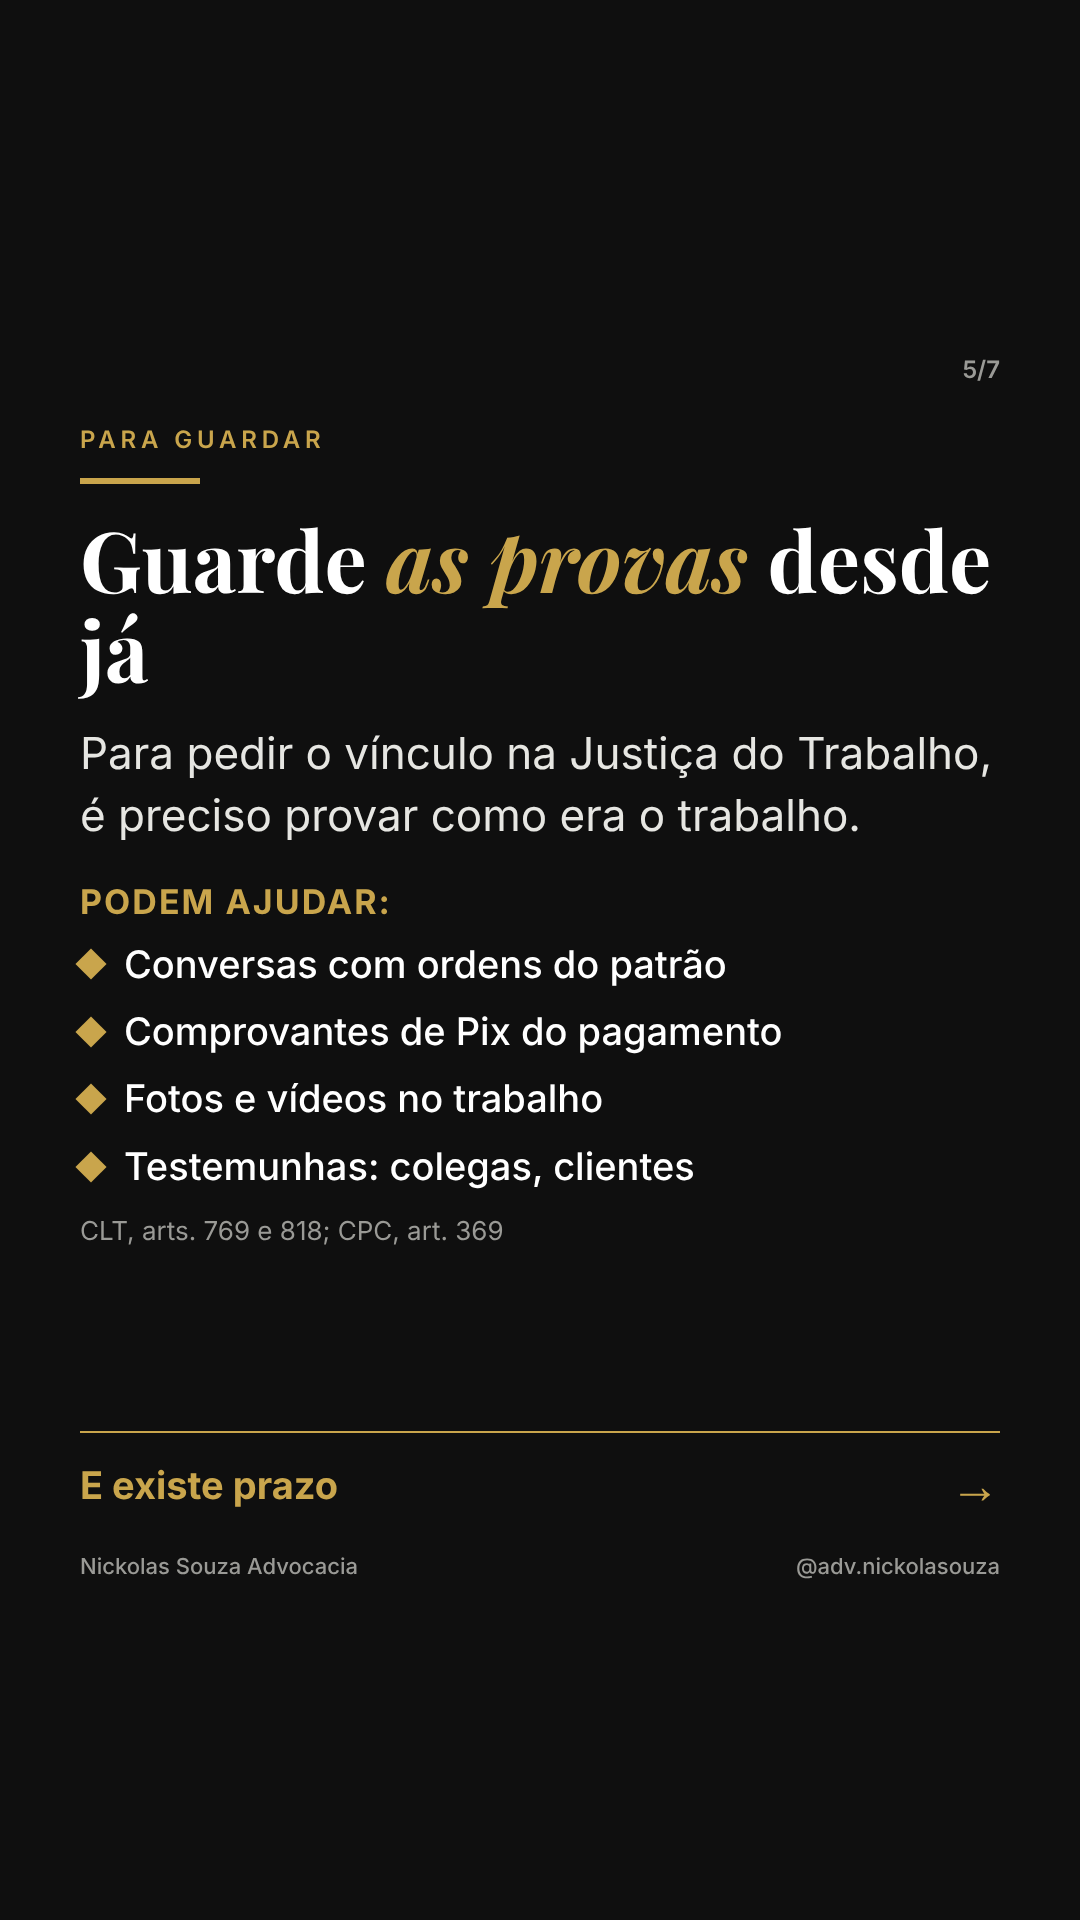 5/7
PARA GUARDAR
Guarde as provas desde
já
Para pedir o vínculo na Justiça do Trabalho,
é preciso provar como era o trabalho.
PODEM AJUDAR:
Conversas com ordens do patrão
Comprovantes de Pix do pagamento
Fotos e vídeos no trabalho
Testemunhas: colegas, clientes
CLT, arts. 769 e 818; CPC, art. 369
E existe prazo →
Nickolas Souza Advocacia @adv.nickolasouza